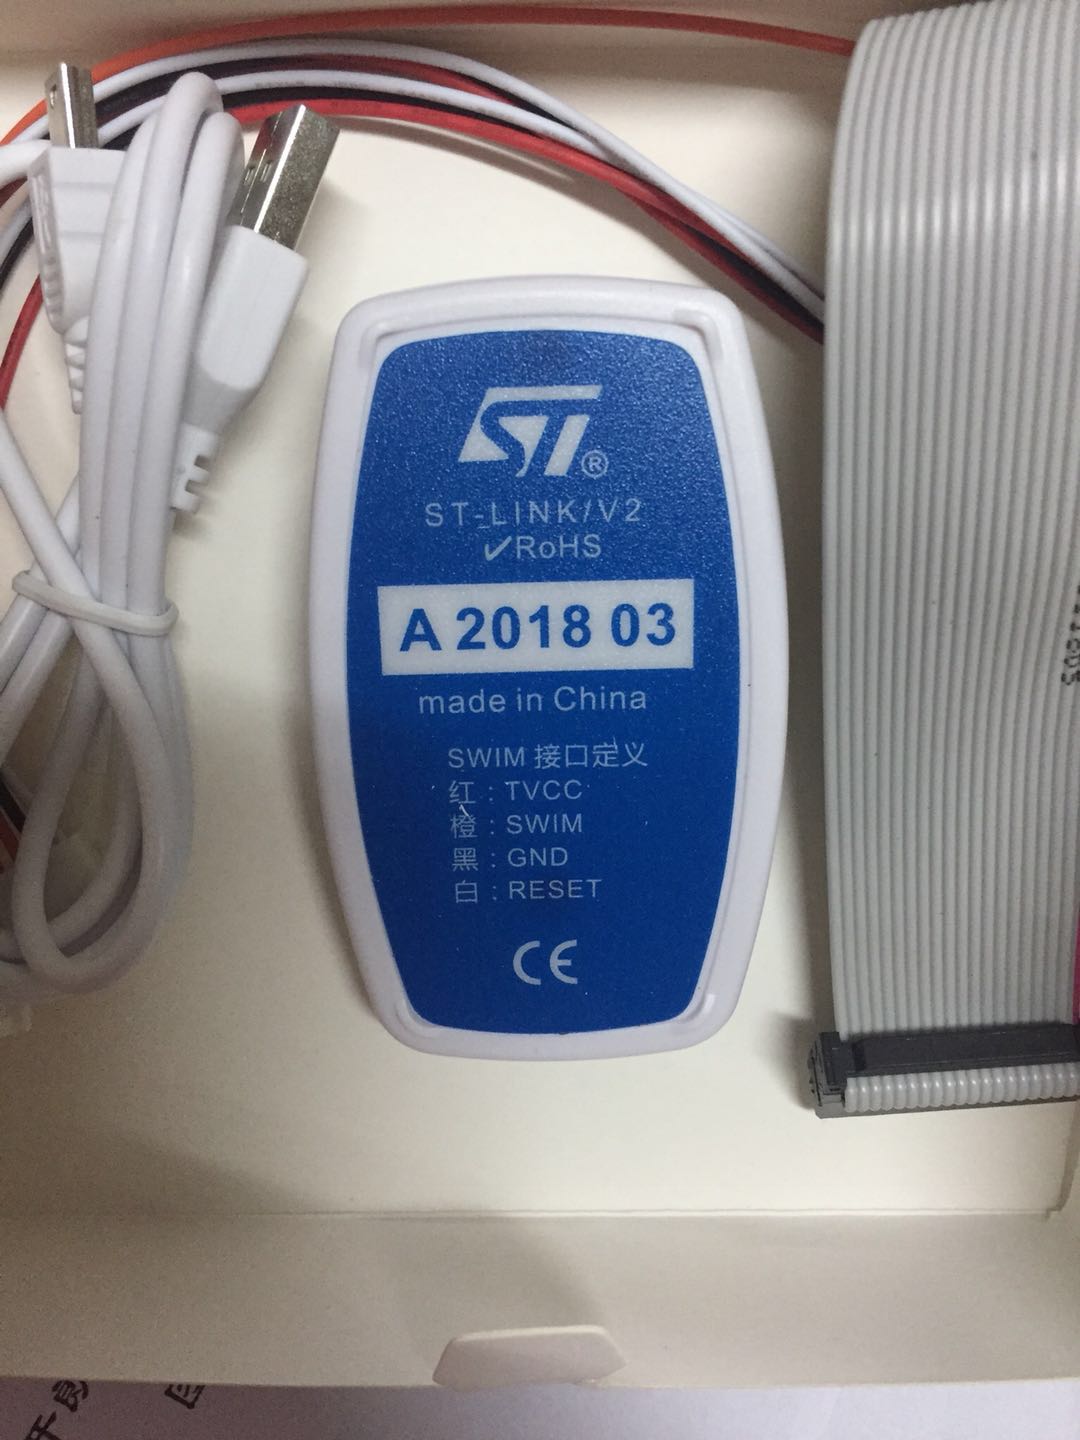 ST®
ST-LINK/V2
✓RoHS
A 2018 03
made in China
SWIM 接口定义
红：TVCC
橙：SWIM
黑：GND
白：RESET
CE